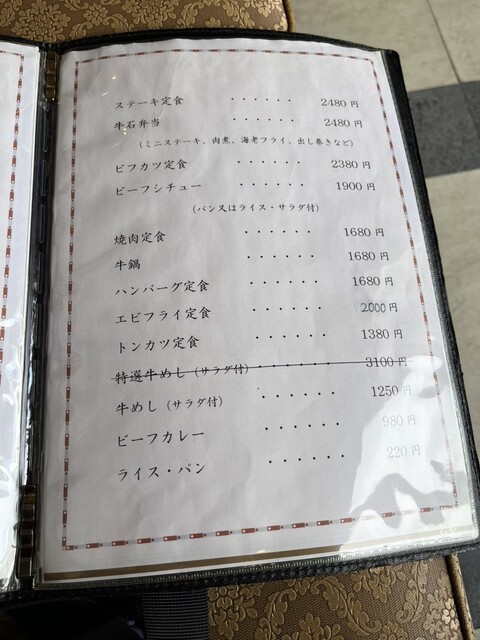 ステーキ定食 ・・・・・・ 2480円
牛石弁当 ・・・・・・ 2480円
(ミニステーキ、肉煮、海老フライ、出し巻きなど)
ビフカツ定食 ・・・・・・ 2380円
ビーフシチュー ・・・・・・ 1900円
(パン又はライス・サラダ付)
焼肉定食 ・・・・・・ 1680円
牛鍋 ・・・・・・ 1680円
ハンバーグ定食 ・・・・・・ 1680円
エビフライ定食 ・・・・・・ 2000円
トンカツ定食 ・・・・・・ 1380円
特選牛めし(サラダ付)・・・・・・ 3100円
牛めし(サラダ付) ・・・・・・ 1250円
ビーフカレー ・・・・・・ 980円
ライス・パン ・・・・・・ 220円